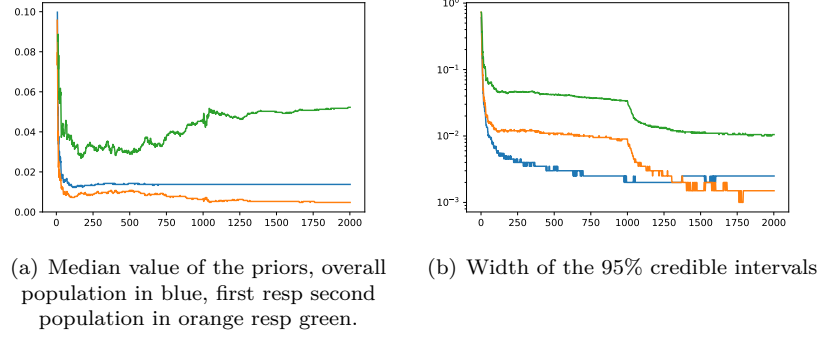 0.10
0.08
0.06
0.04
0.02
0.00
0 250 500 750 1000 1250 1500 1750 2000
10⁰
10⁻¹
10⁻²
10⁻³
0 250 500 750 1000 1250 1500 1750 2000
(a) Median value of the priors, overall
population in blue, first resp second
population in orange resp green.
(b) Width of the 95% credible intervals